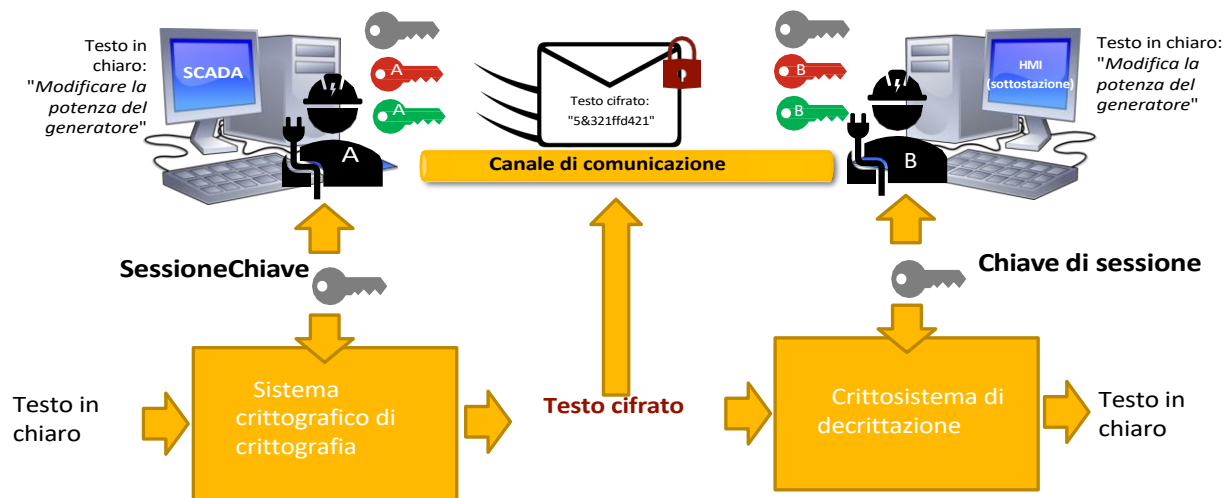 Testo in
chiaro:
"Modificare la
potenza del
generatore"
SCADA
A
A
A
Testo cifrato:
"5&321ffd421"
Canale di comunicazione
B
B
B
HMI
(sottostazione)
Testo in chiaro:
"Modifica la
potenza del
generatore"
SessioneChiave
Chiave di sessione
Testo in
chiaro
Sistema
crittografico di
crittografia
Testo cifrato
Crittosistema di
decrittazione
Testo in
chiaro